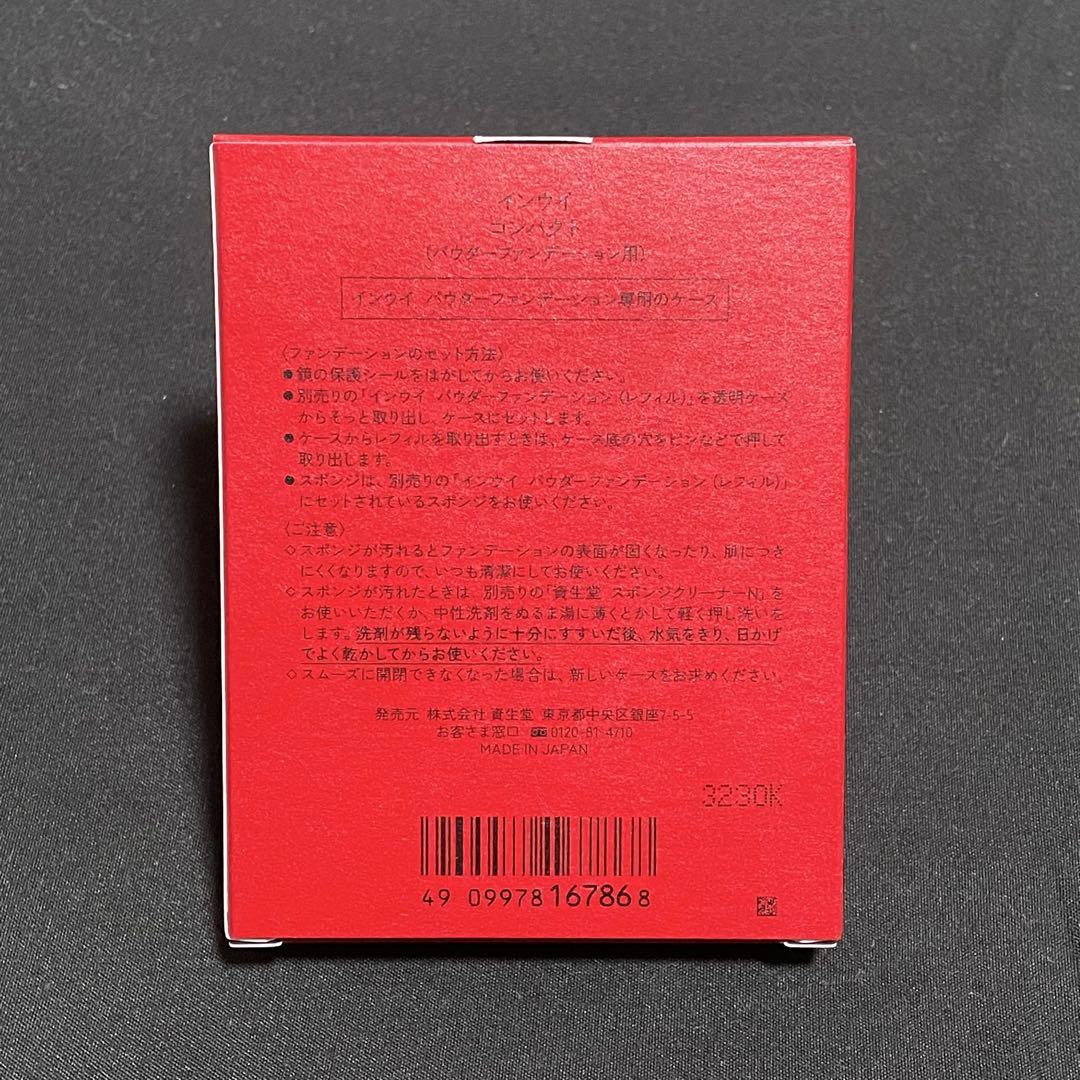 インウイ
コンパクト
(パウダーファンデーション用)
インウイ パウダーファンデーション専用のケース
〈ファンデーションのセット方法〉
●鏡の保護シールをはがしてからお使いください。
●別売りの「インウイ パウダーファンデーション(レフィル)」を透明ケース
からそっと取り出し、ケースにセットします。
●ケースからレフィルを取り出すときは、ケース底の穴をピンなどで押して
取り出します。
●スポンジは、別売りの「インウイ パウダーファンデーション(レフィル)」
にセットされているスポンジをお使いください。
〈ご注意〉
◇スポンジが汚れるとファンデーションの表面が固くなったり、肌につき
にくくなりますので、いつも清潔にしてお使いください。
◇スポンジが汚れたときは、別売りの「資生堂 スポンジクリーナーN」を
お使いいただくか、中性洗剤をぬるま湯に薄くとかして軽く押し洗いを
します。洗剤が残らないように十分にすすいだ後、水気をきり、日かげ
でよく乾かしてからお使いください。
◇スムーズに開閉できなくなった場合は、新しいケースをお求めください。
発売元 株式会社 資生堂 東京都中央区銀座7-5-5
お客さま窓口 0120-81-4710
MADE IN JAPAN
3230K
49 09978 167868